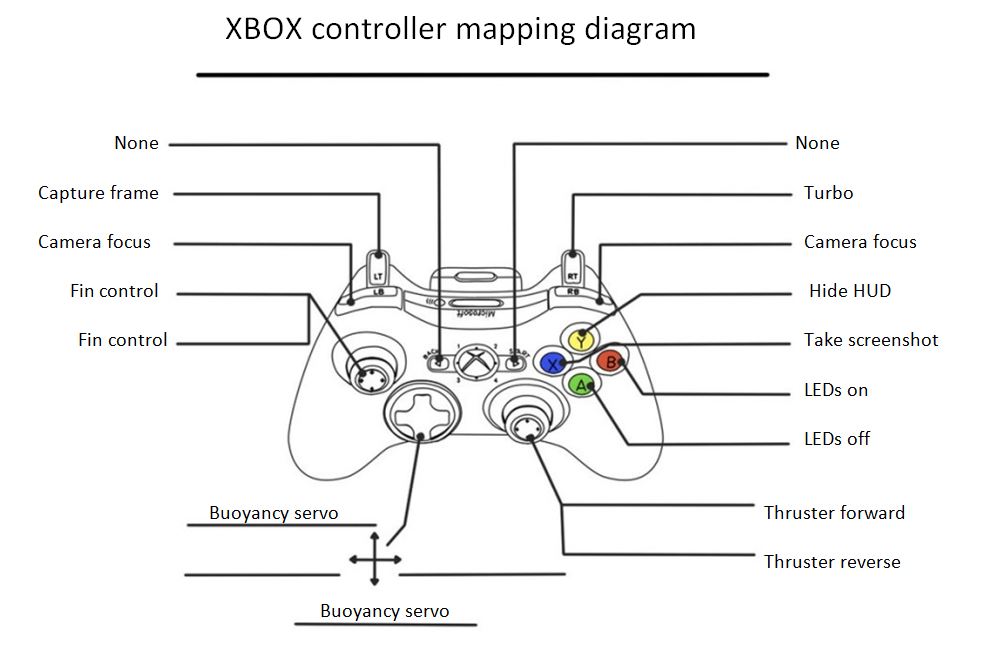 XBOX controller mapping diagram
None
None
Capture frame
Turbo
Camera focus
Camera focus
LT
RT
LB
RB
Fin control
Hide HUD
Microsoft
Fin control
Take screenshot
Y
1
2
BACK
START
X
B
3
4
A
LEDs on
LEDs off
Buoyancy servo
Thruster forward
Thruster reverse
Buoyancy servo